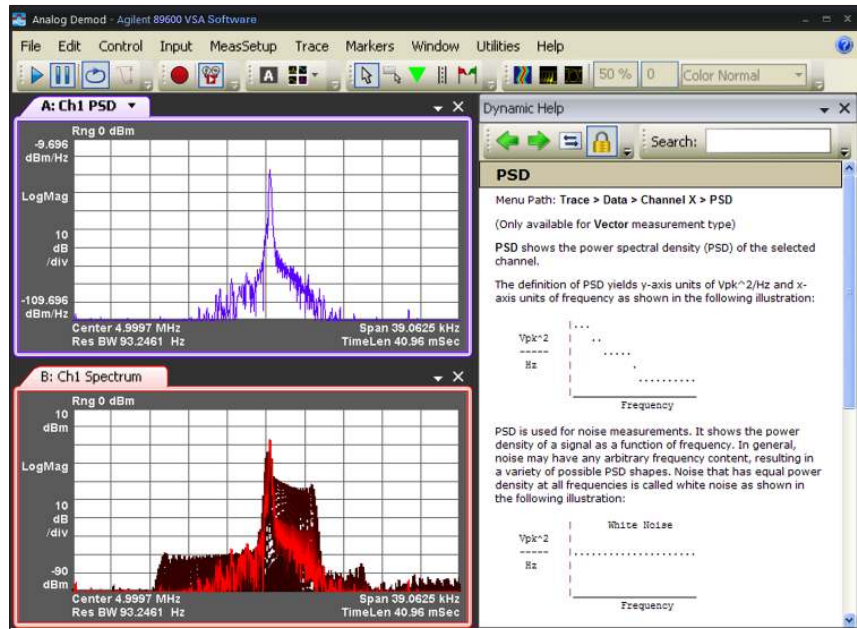 Analog Demod - Agilent 89600 VSA Software
File Edit Control Input MeasSetup Trace Markers Window Utilities Help
A 50 % 0 Color Normal
A: Ch1 PSD
Rng 0 dBm
-9.696
dBm/Hz
LogMag
10
dB
/div
-109.696
dBm/Hz
Center 4.9997 MHz Span 39.0625 kHz
Res BW 93.2461 Hz TimeLen 40.96 mSec
B: Ch1 Spectrum
Rng 0 dBm
10
dBm
LogMag
10
dB
/div
-90
dBm
Center 4.9997 MHz Span 39.0625 kHz
Res BW 93.2461 Hz TimeLen 40.96 mSec
Dynamic Help
Search:
PSD
Menu Path: Trace > Data > Channel X > PSD
(Only available for Vector measurement type)
PSD shows the power spectral density (PSD) of the selected
channel.
The definition of PSD yields y-axis units of Vpk^2/Hz and x-
axis units of frequency as shown in the following illustration:
Vpk^2
-----
Hz
Frequency
PSD is used for noise measurements. It shows the power
density of a signal as a function of frequency. In general,
noise may have any arbitrary frequency content, resulting in
a variety of possible PSD shapes. Noise that has equal power
density at all frequencies is called white noise as shown in
the following illustration:
White Noise
Vpk^2
-----
Hz
Frequency